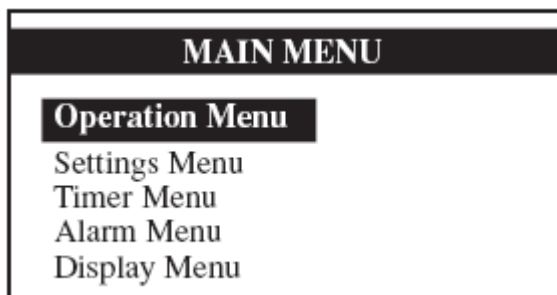 MAIN MENU
Operation Menu
Settings Menu
Timer Menu
Alarm Menu
Display Menu